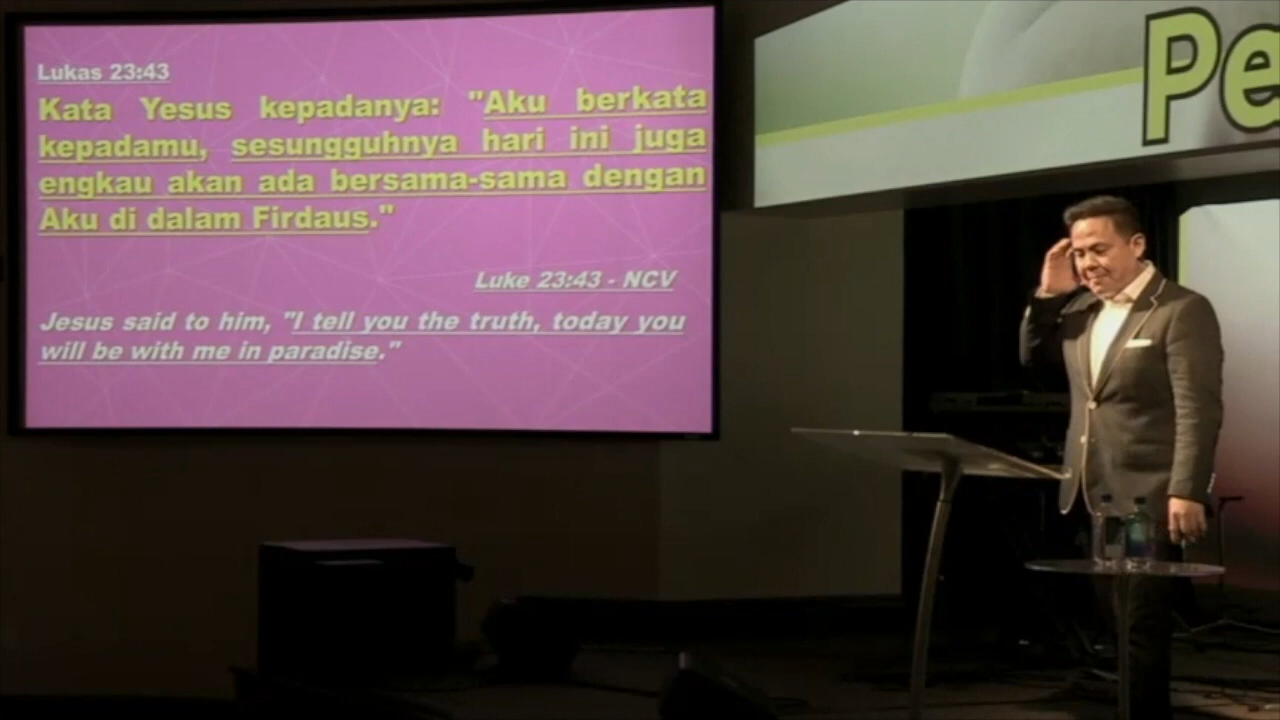 Lukas 23:43
Kata Yesus kepadanya: "Aku berkata
kepadamu, sesungguhnya hari ini juga
engkau akan ada bersama-sama dengan
Aku di dalam Firdaus."
Luke 23:43 - NCV
Jesus said to him, "I tell you the truth, today you
will be with me in paradise."
Pe